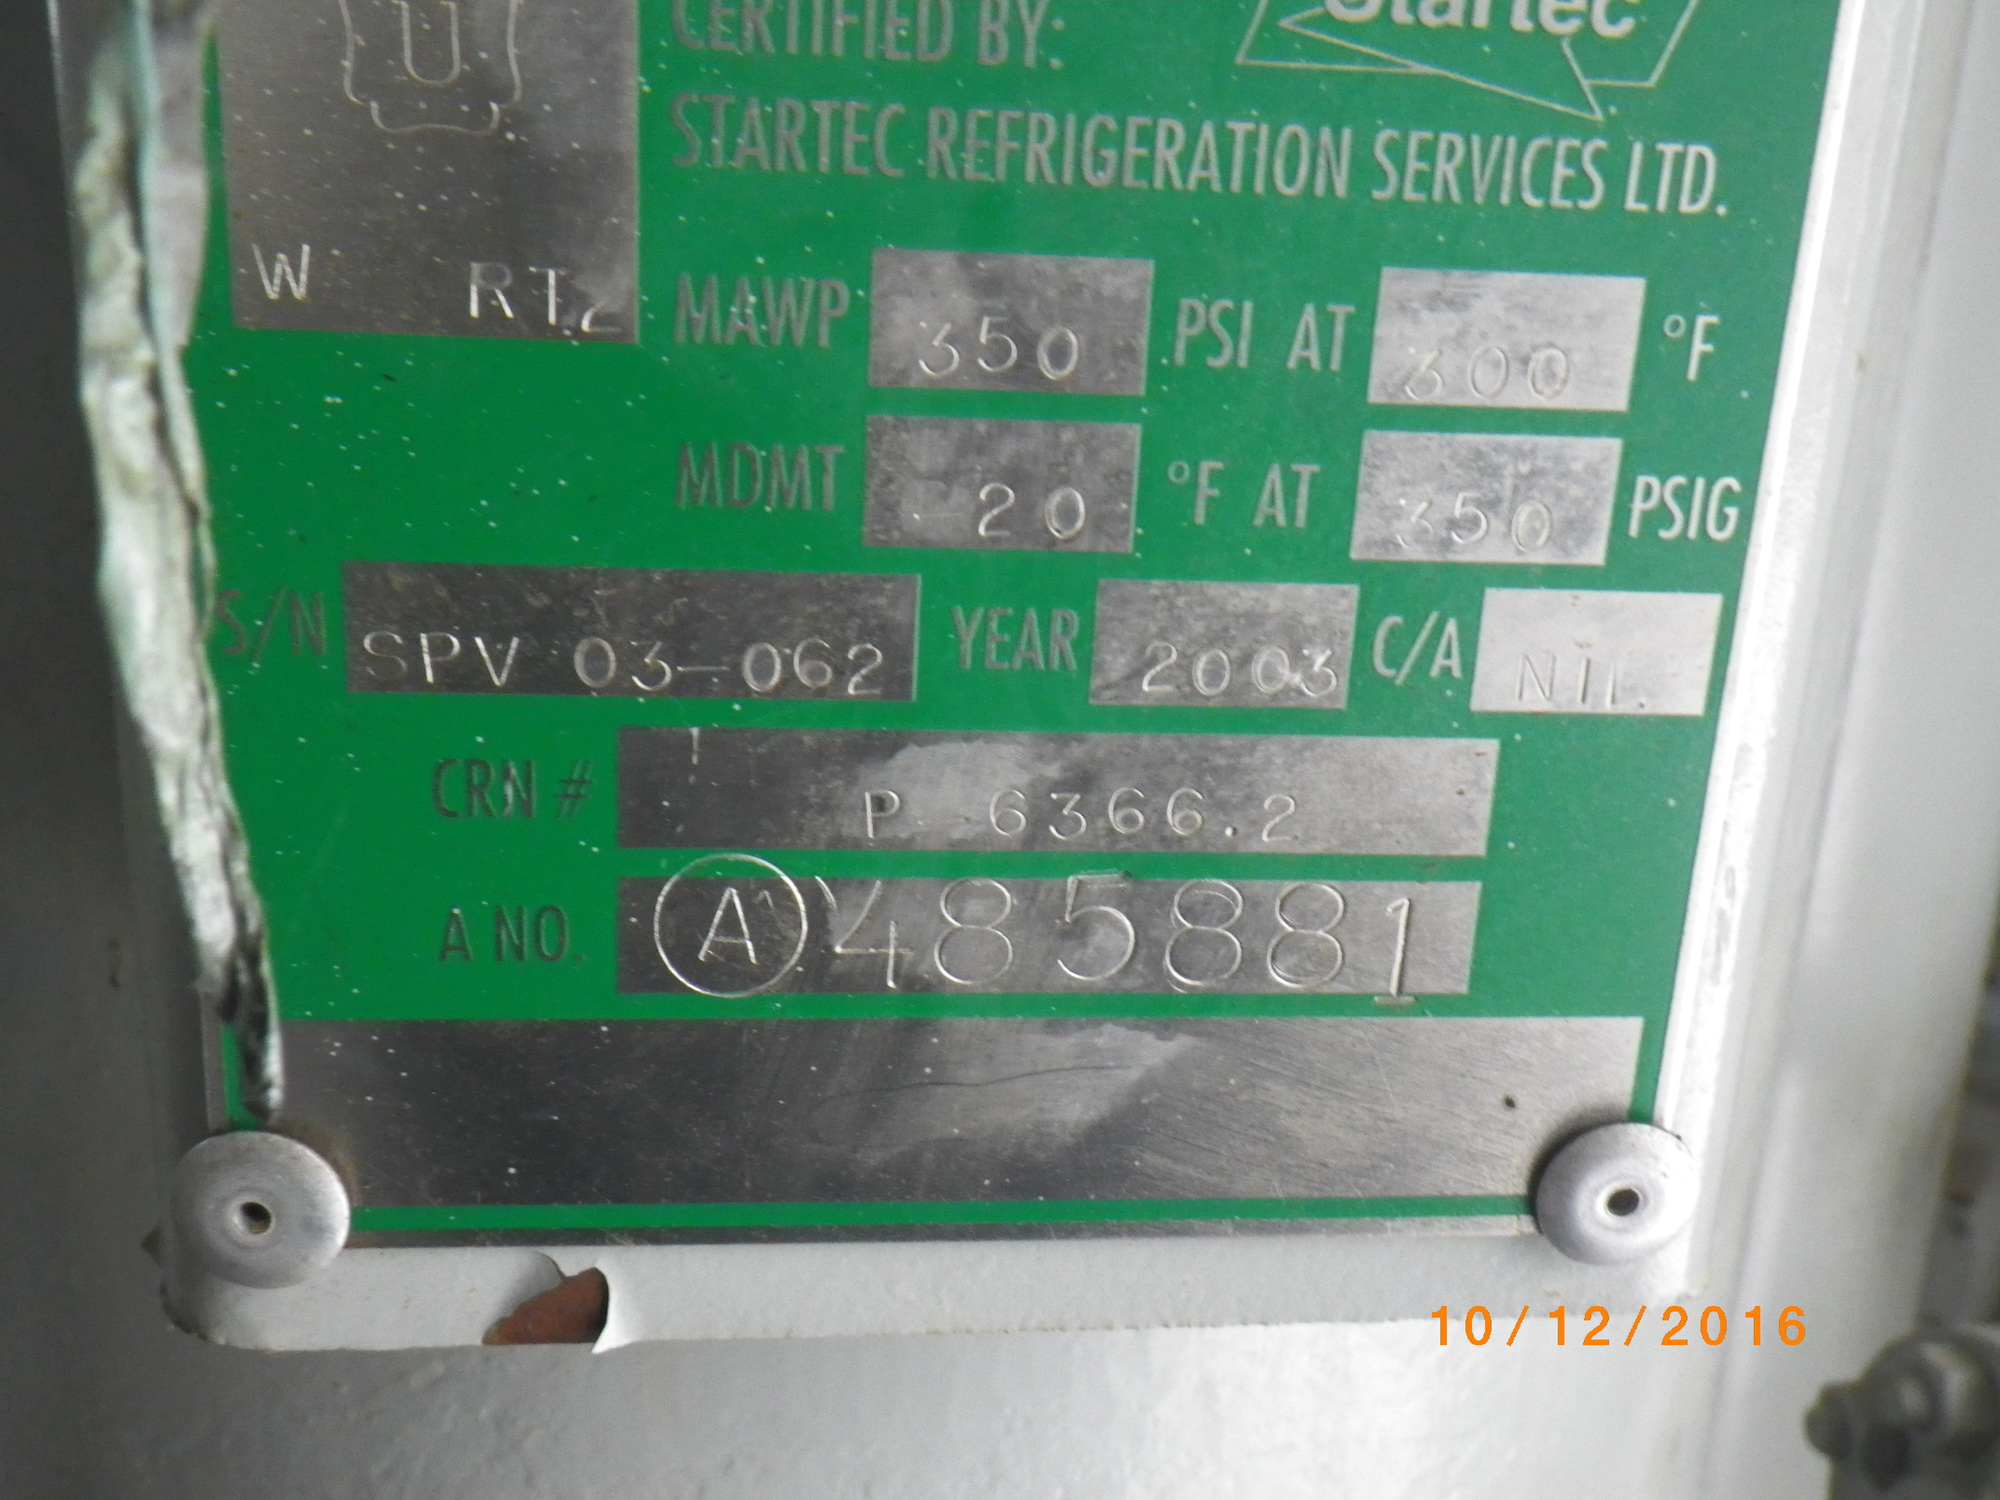 U
CERTIFIED BY:
Startec
STARTEC REFRIGERATION SERVICES LTD.
W RT2
MAWP 350 PSI AT 300 °F
MDMT -20 °F AT 350 PSIG
S/N SPV 03-062 YEAR 2003 C/A NIL
CRN # P 6366.2
A NO. A 485881
10/12/2016